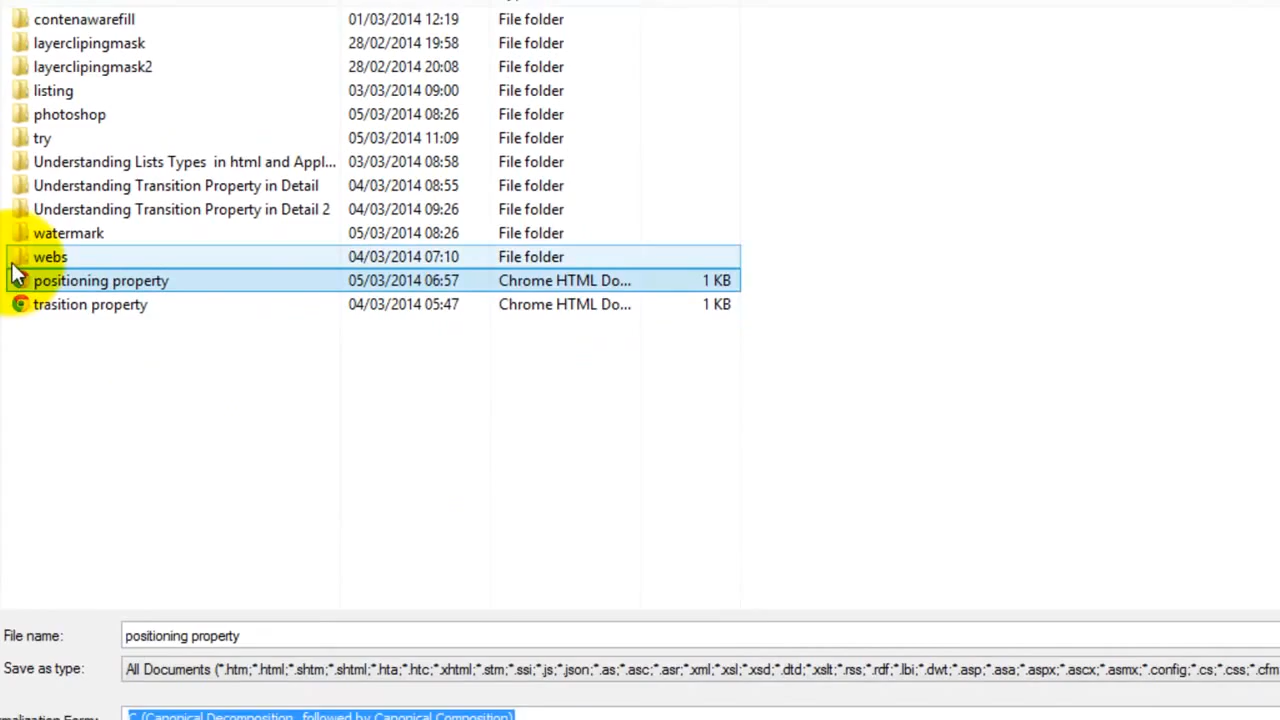 contenawarefill 01/03/2014 12:19 File folder
layerclipingmask 28/02/2014 19:58 File folder
layerclipingmask2 28/02/2014 20:08 File folder
listing 03/03/2014 09:00 File folder
photoshop 05/03/2014 08:26 File folder
try 05/03/2014 11:09 File folder
Understanding Lists Types in html and Appl... 03/03/2014 08:58 File folder
Understanding Transition Property in Detail 04/03/2014 08:55 File folder
Understanding Transition Property in Detail 2 04/03/2014 09:26 File folder
watermark 05/03/2014 08:26 File folder
webs 04/03/2014 07:10 File folder
positioning property 05/03/2014 06:57 Chrome HTML Do... 1 KB
trasition property 04/03/2014 05:47 Chrome HTML Do... 1 KB
File name: positioning property
Save as type: All Documents (*.htm;*.html;*.shtm;*.shtml;*.hta;*.htc;*.xhtml;*.stm;*.ssi;*.js;*.json;*.as;*.asc;*.asr;*.xml;*.xsl;*.xsd;*.dtd;*.xslt;*.rss;*.rdf;*.lbi;*.dwt;*.asp;*.asa;*.aspx;*.ascx;*.asmx;*.config;*.cs;*.css;*.cfm
C (Canonical Decomposition, followed by Canonical Composition)